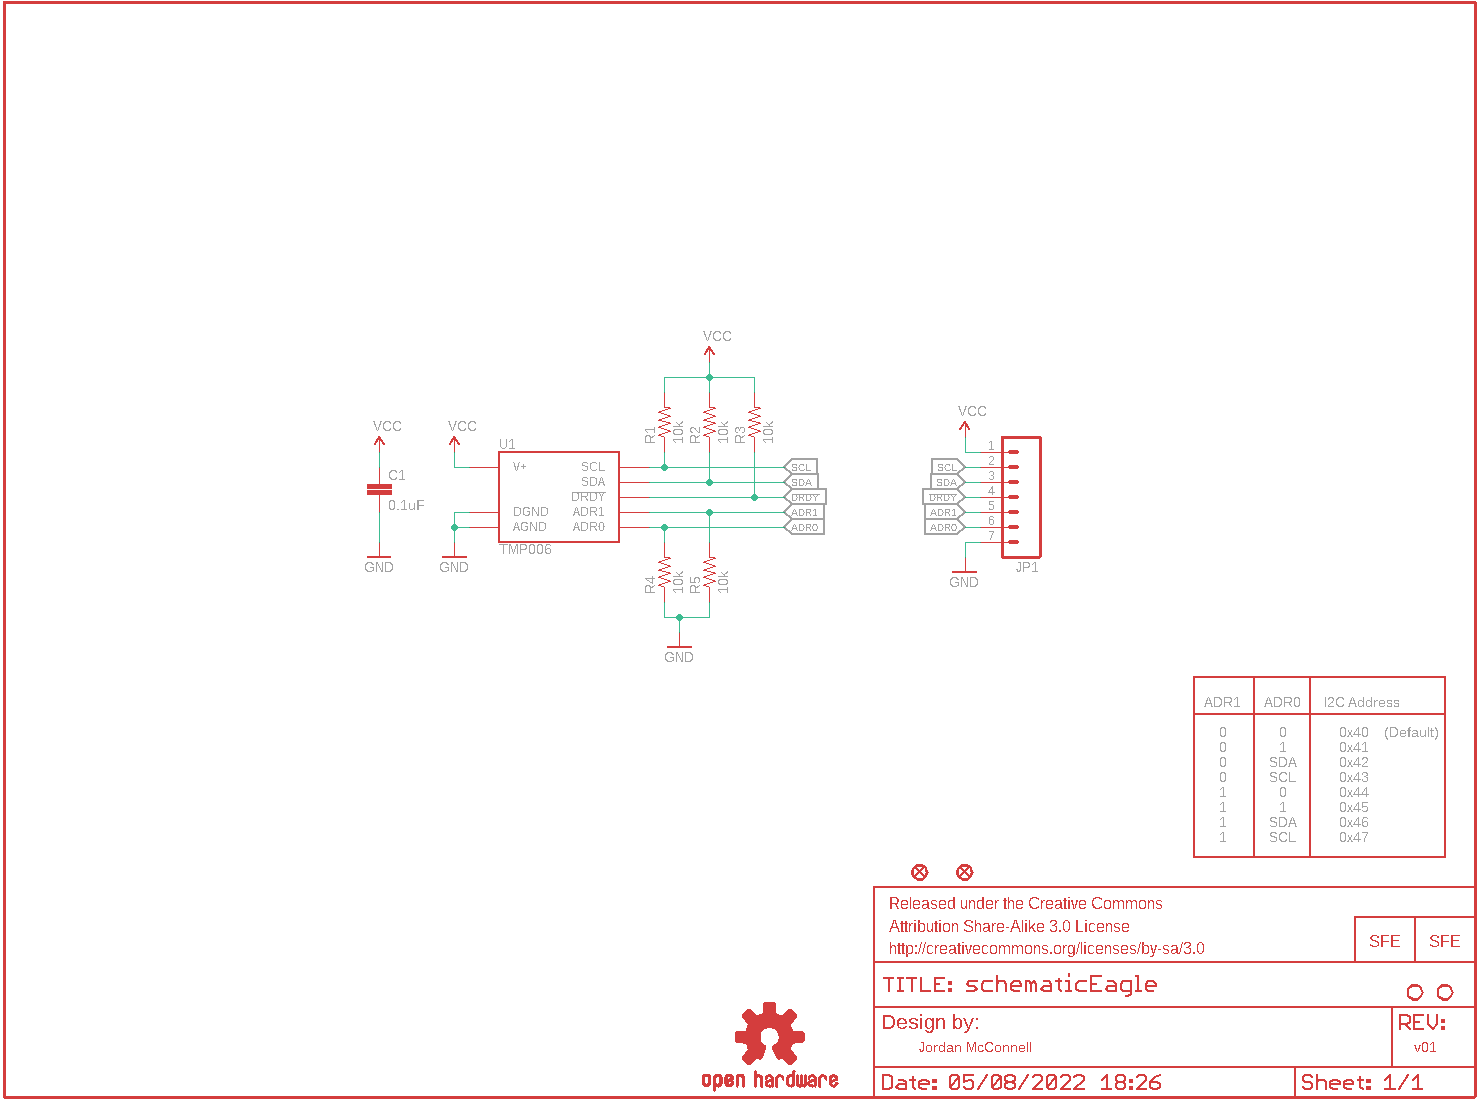 VCC
VCC
VCC
VCC
C1
0.1uF
GND
GND
U1
V+
DGND
AGND
SCL
SDA
DRDY
ADR1
ADR0
TMP006
R1
10k
R2
10k
R3
10k
R4
10k
R5
10k
GND
SCL
SDA
DRDY
ADR1
ADR0
SCL
SDA
DRDY
ADR1
ADR0
1
2
3
4
5
6
7
GND
JP1
ADR1 ADR0 I2C Address
0 0 0x40 (Default)
0 1 0x41
0 SDA 0x42
0 SCL 0x43
1 0 0x44
1 1 0x45
1 SDA 0x46
1 SCL 0x47
Released under the Creative Commons
Attribution Share-Alike 3.0 License
http://creativecommons.org/licenses/by-sa/3.0
SFE SFE
TITLE: schematicEagle
Design by:
Jordan McConnell
REV:
v01
Date: 05/08/2022 18:26
Sheet: 1/1
open hardware